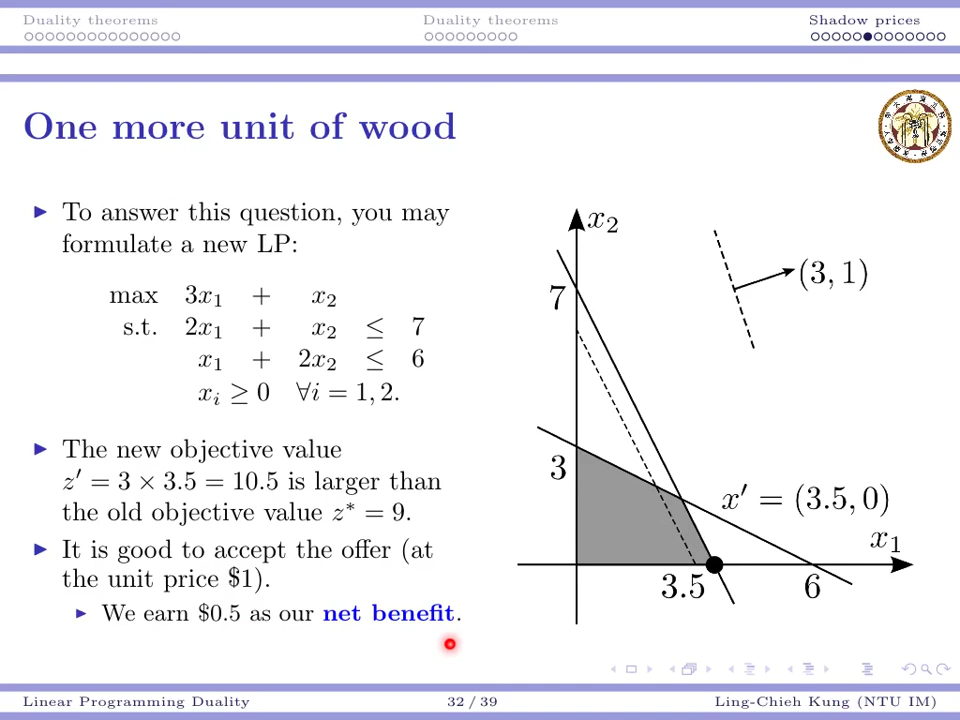 Duality theorems Duality theorems Shadow prices
One more unit of wood
To answer this question, you may
formulate a new LP:
max 3x₁ + x₂
s.t. 2x₁ + x₂ ≤ 7
x₁ + 2x₂ ≤ 6
xᵢ ≥ 0 ∀i = 1, 2.
The new objective value
z′ = 3 × 3.5 = 10.5 is larger than
the old objective value z* = 9.
It is good to accept the offer (at
the unit price $1).
We earn $0.5 as our net benefit.
x₂
(3, 1)
7
3
x′ = (3.5, 0)
x₁
3.5 6
Linear Programming Duality 32 / 39 Ling-Chieh Kung (NTU IM)